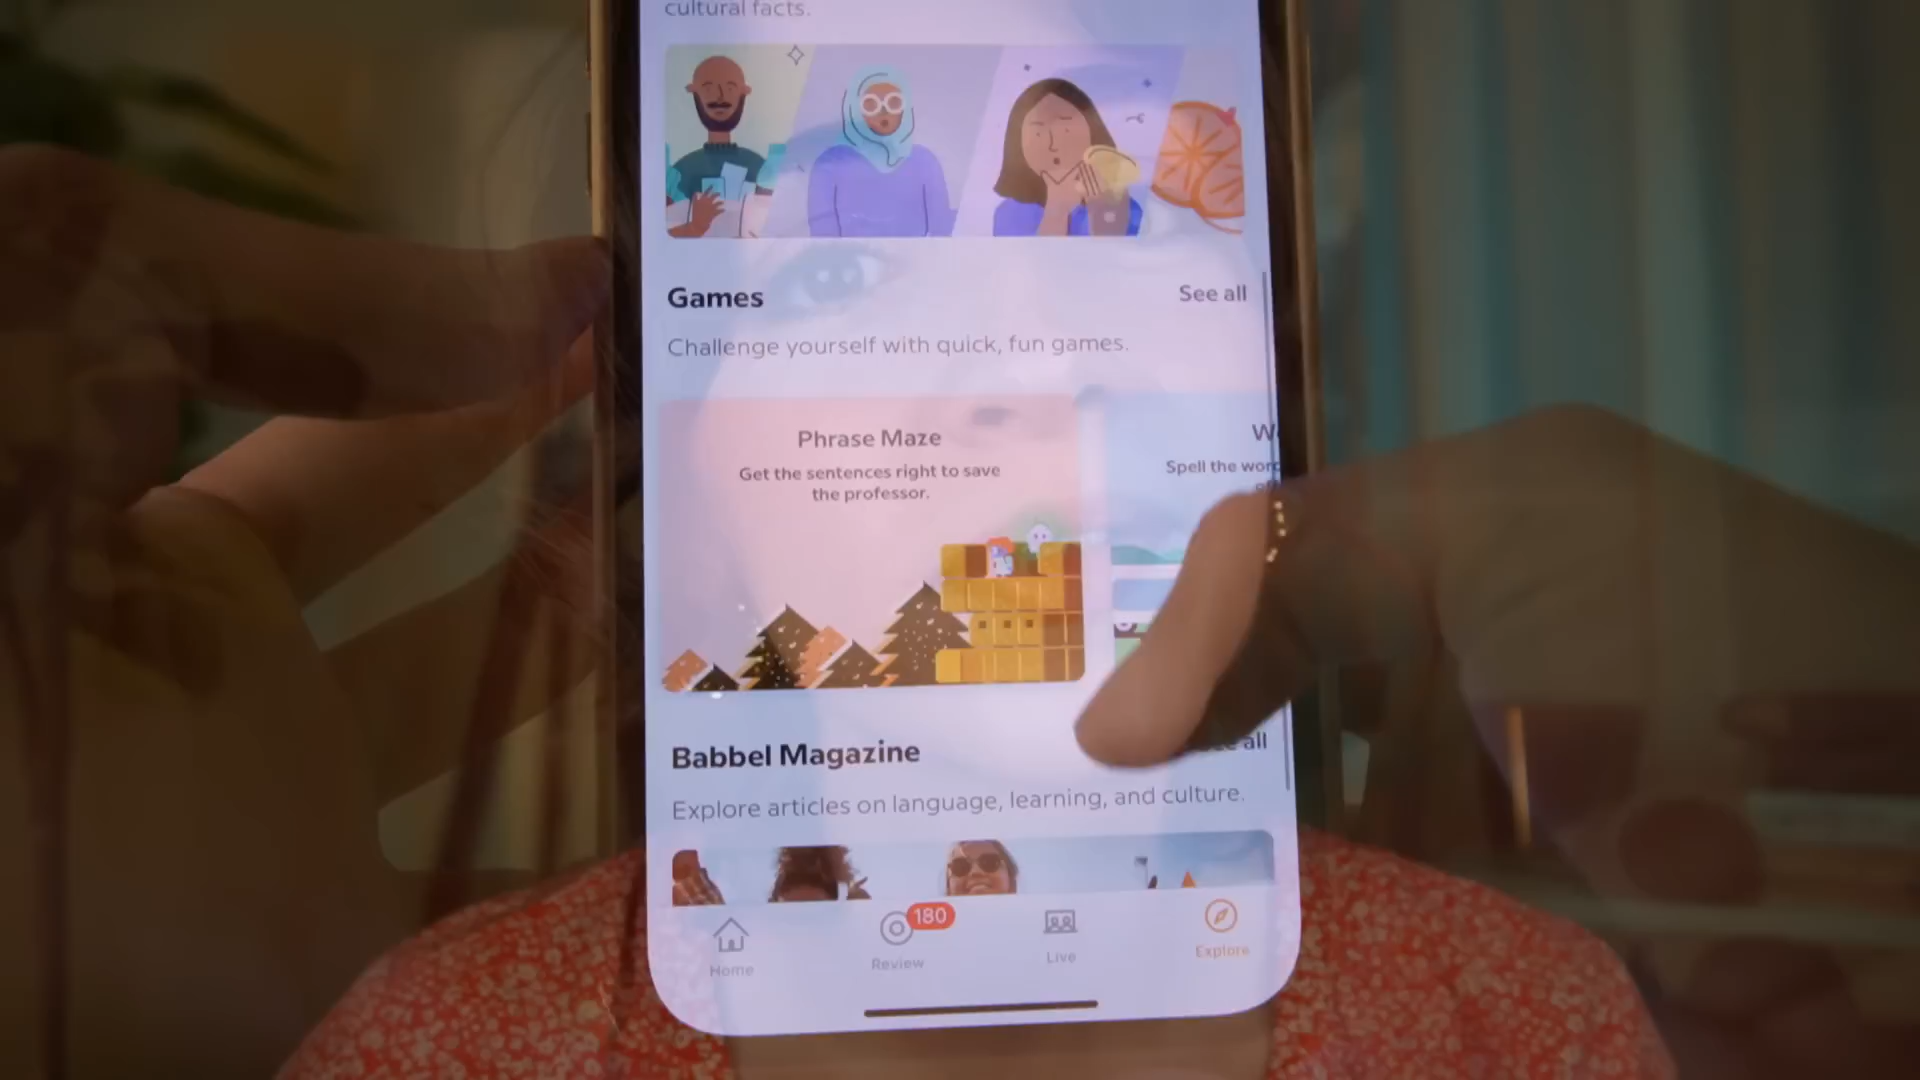 cultural facts.
Games
See all
Challenge yourself with quick, fun games.
Phrase Maze
Get the sentences right to save
the professor.
Spell the
Babbel Magazine
all
Explore articles on language, learning, and culture.
180
Home
Review
Live
Explore